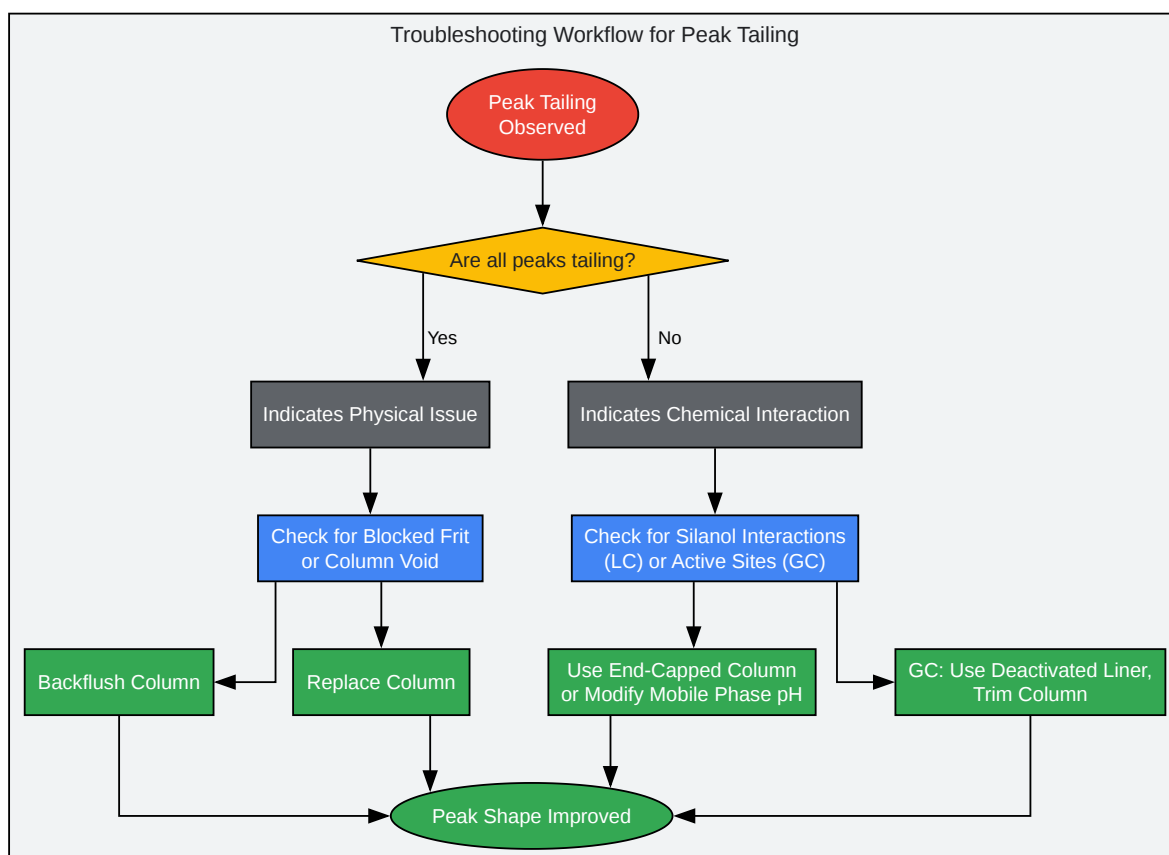 Troubleshooting Workflow for Peak Tailing
Peak Tailing
Observed
Are all peaks tailing?
Yes
No
Indicates Physical Issue
Indicates Chemical Interaction
Check for Blocked Frit
or Column Void
Check for Silanol Interactions
(LC) or Active Sites (GC)
Backflush Column
Replace Column
Use End-Capped Column
or Modify Mobile Phase pH
GC: Use Deactivated Liner,
Trim Column
Peak Shape Improved